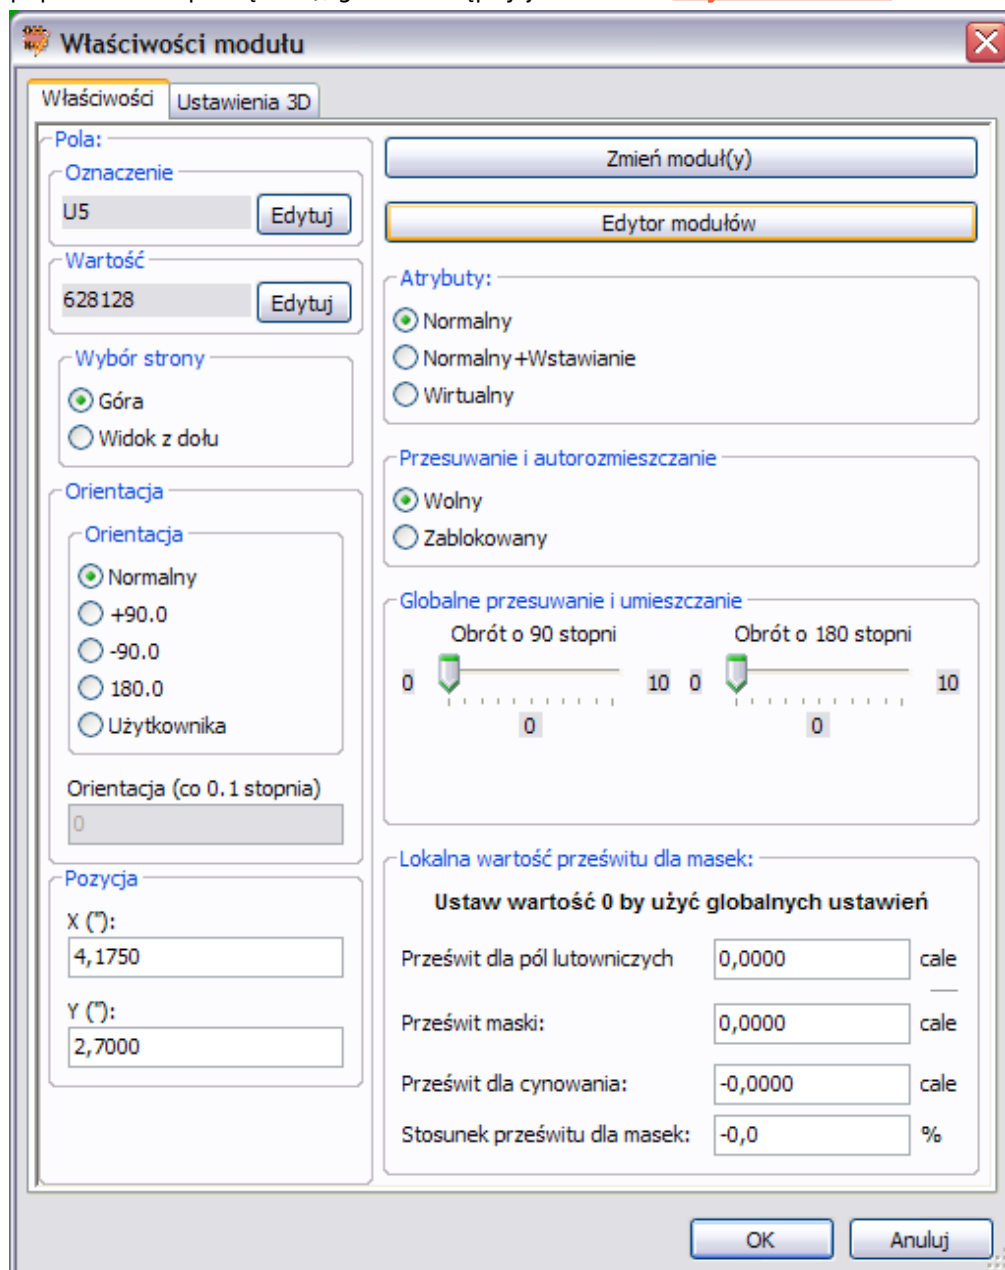 Właściwości modułu
Właściwości
Ustawienia 3D
Pola:
Oznaczenie
U5
Edytuj
Wartość
628128
Edytuj
Wybór strony
Góra
Widok z dołu
Orientacja
Orientacja
Normalny
+90.0
-90.0
180.0
Użytkownika
Orientacja (co 0.1 stopnia)
0
Pozycja
X ("):
4,1750
Y ("):
2,7000
Zmień moduł(y)
Edytor modułów
Atrybuty:
Normalny
Normalny+Wstawianie
Wirtualny
Przesuwanie i autorozmieszczanie
Wolny
Zablokowany
Globalne przesuwanie i umieszczanie
Obrót o 90 stopni
0
10
0
Obrót o 180 stopni
0
10
0
Lokalna wartość prześwitu dla masek:
Ustaw wartość 0 by użyć globalnych ustawień
Prześwit dla pól lutowniczych 0,0000 cale
Prześwit maski: 0,0000 cale
Prześwit dla cynowania: -0,0000 cale
Stosunek prześwitu dla masek: -0,0 %
OK
Anuluj